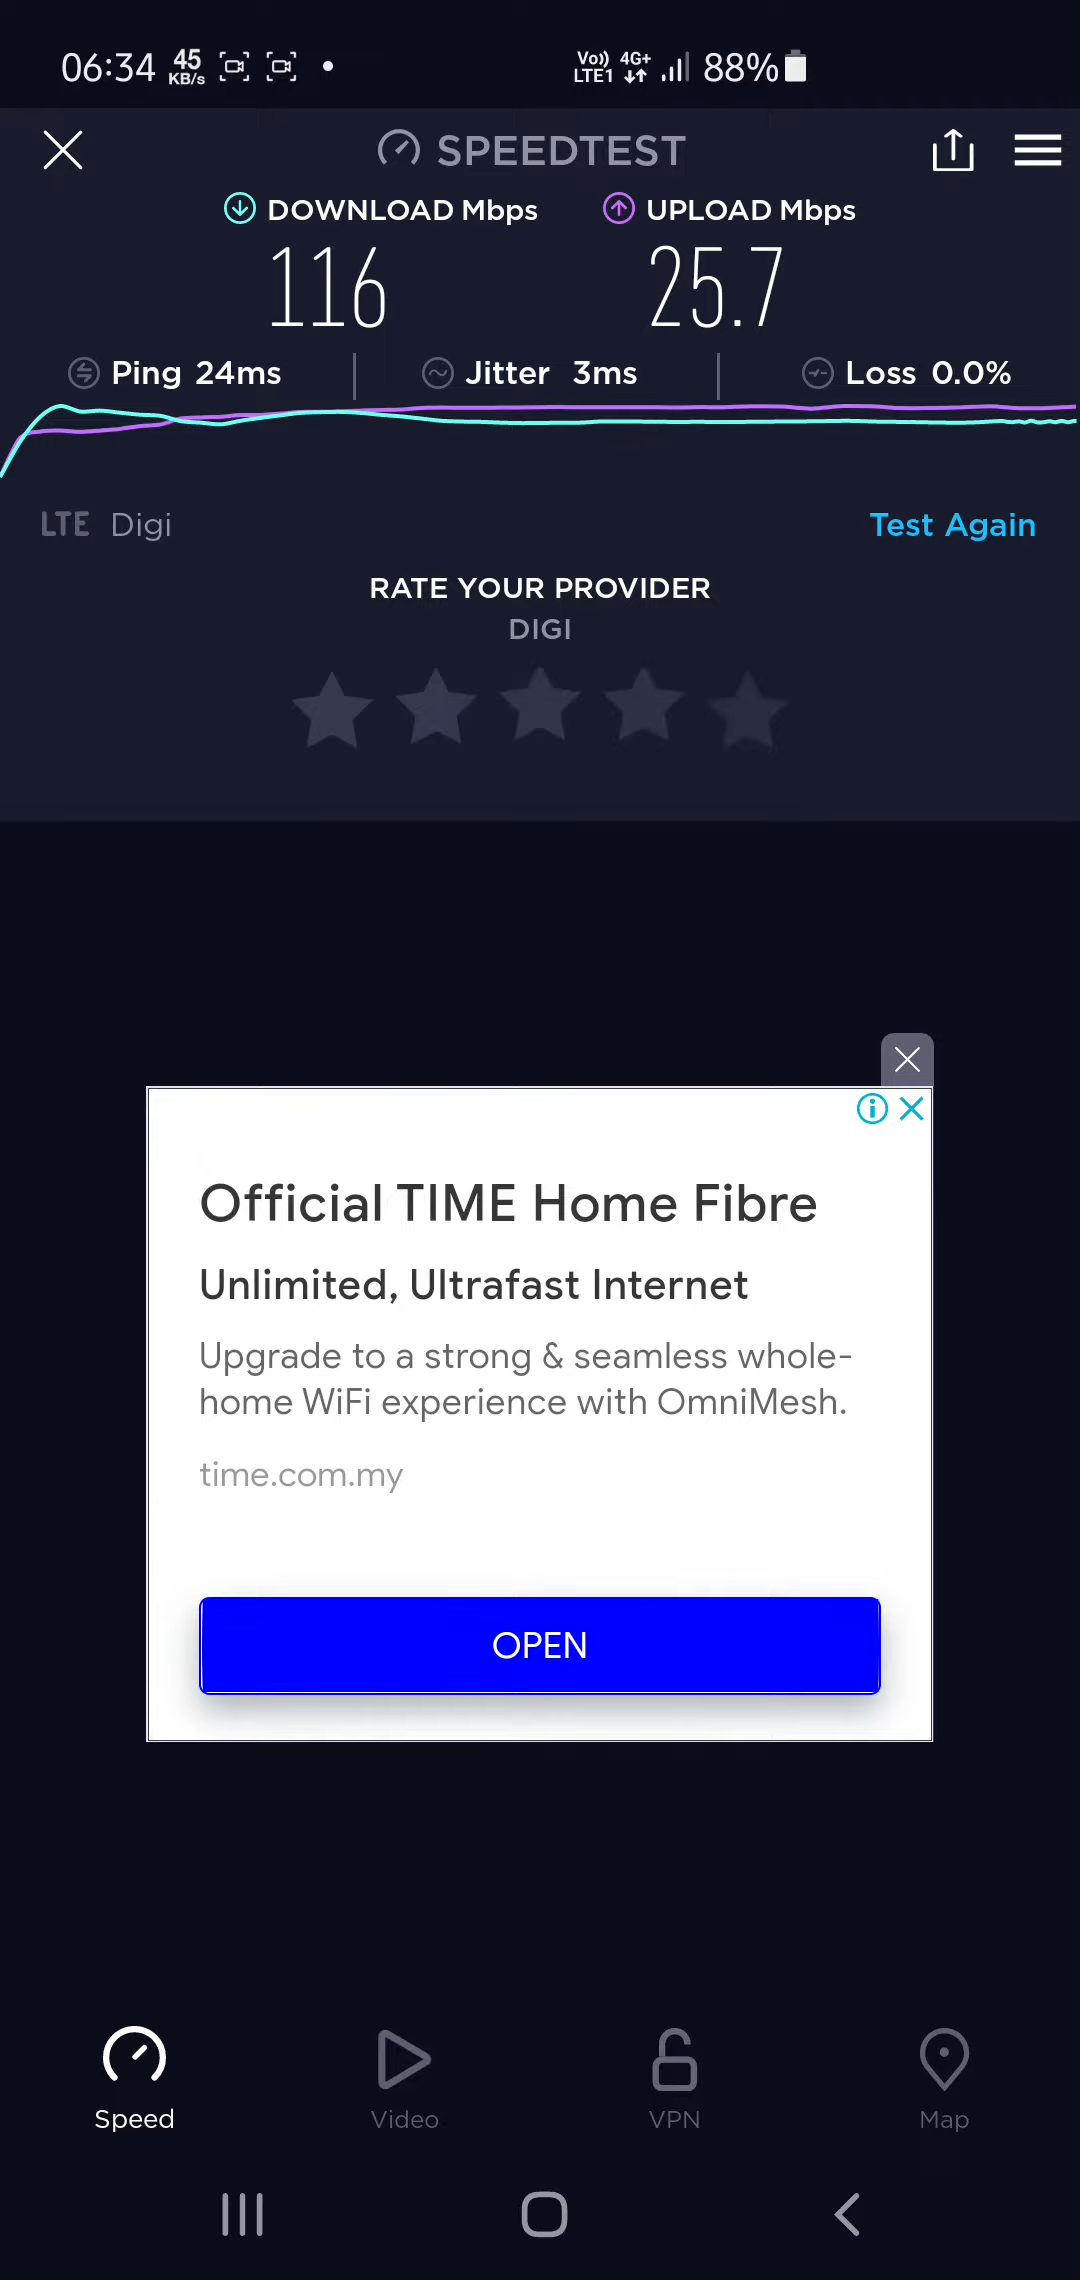 06:34 45 KB/s Vo)) LTE1 4G+ 88%
SPEEDTEST
DOWNLOAD Mbps UPLOAD Mbps
116 25.7
Ping 24ms Jitter 3ms Loss 0.0%
LTE Digi Test Again
RATE YOUR PROVIDER
DIGI
Official TIME Home Fibre
Unlimited, Ultrafast Internet
Upgrade to a strong & seamless whole-
home WiFi experience with OmniMesh.
time.com.my
OPEN
Speed Video VPN Map